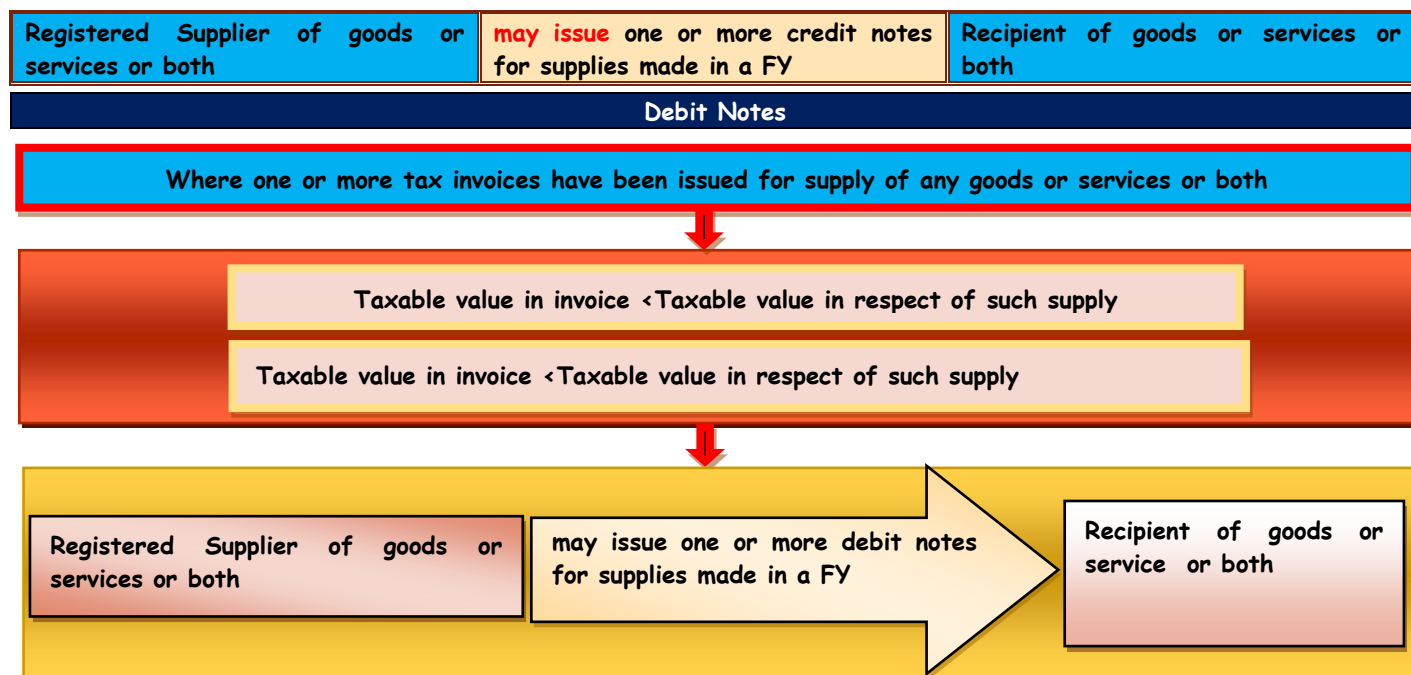 Registered Supplier of goods or
services or both
may issue one or more credit notes
for supplies made in a FY
Recipient of goods or services or
both
Debit Notes
Where one or more tax invoices have been issued for supply of any goods or services or both
Taxable value in invoice <Taxable value in respect of such supply
Taxable value in invoice <Taxable value in respect of such supply
Registered Supplier of goods or
services or both
may issue one or more debit notes
for supplies made in a FY
Recipient of goods or
service or both